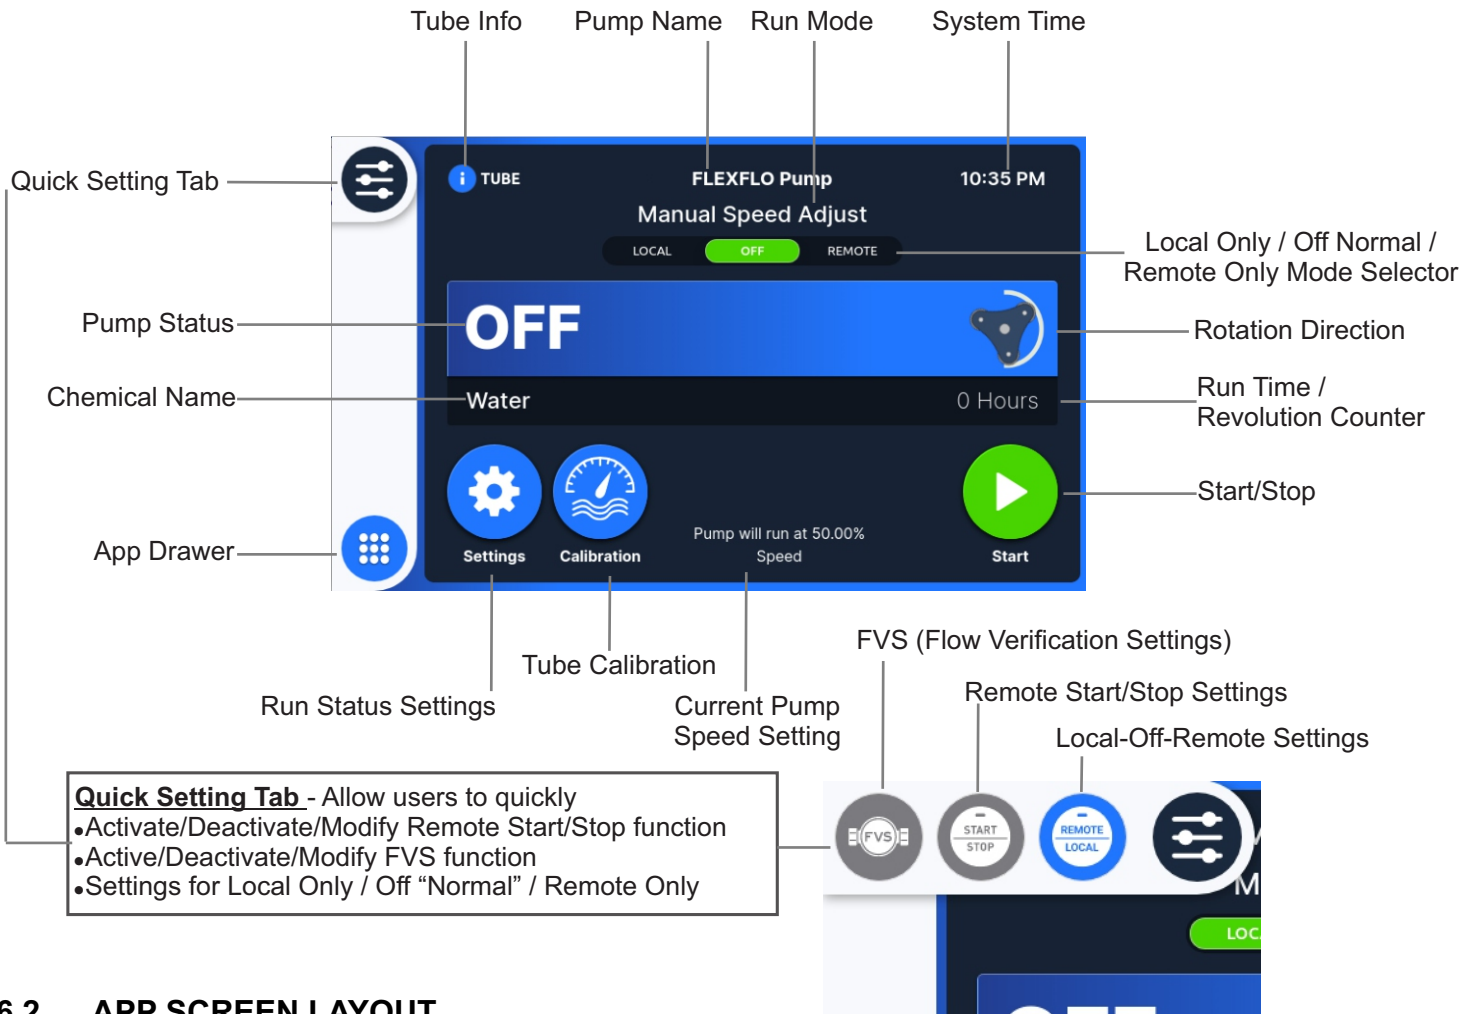 Tube Info Pump Name Run Mode System Time
Quick Setting Tab
TUBE FLEXFLO Pump 10:35 PM
Manual Speed Adjust
LOCAL OFF REMOTE
Local Only / Off Normal /
Remote Only Mode Selector
Pump Status
OFF
Rotation Direction
Chemical Name
Water 0 Hours
Run Time /
Revolution Counter
Start/Stop
App Drawer
Pump will run at 50.00%
Speed
Settings Calibration Start
FVS (Flow Verification Settings)
Tube Calibration
Run Status Settings
Current Pump
Speed Setting
Remote Start/Stop Settings
Local-Off-Remote Settings
Quick Setting Tab - Allow users to quickly
•Activate/Deactivate/Modify Remote Start/Stop function
•Active/Deactivate/Modify FVS function
•Settings for Local Only / Off “Normal” / Remote Only
FVS
START
STOP
REMOTE
LOCAL
M
LOC
OFF
6.2 APP SCREEN LAYOUT